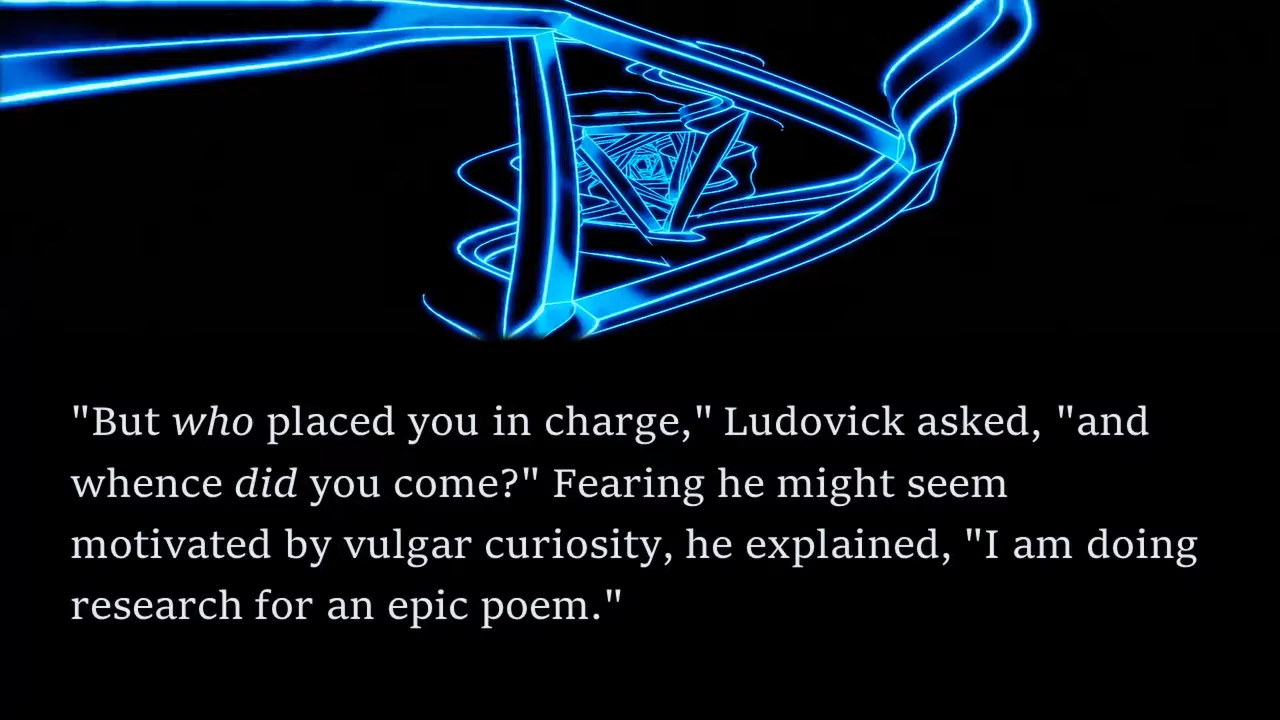 "But who placed you in charge," Ludovick asked, "and
whence did you come?" Fearing he might seem
motivated by vulgar curiosity, he explained, "I am doing
research for an epic poem."